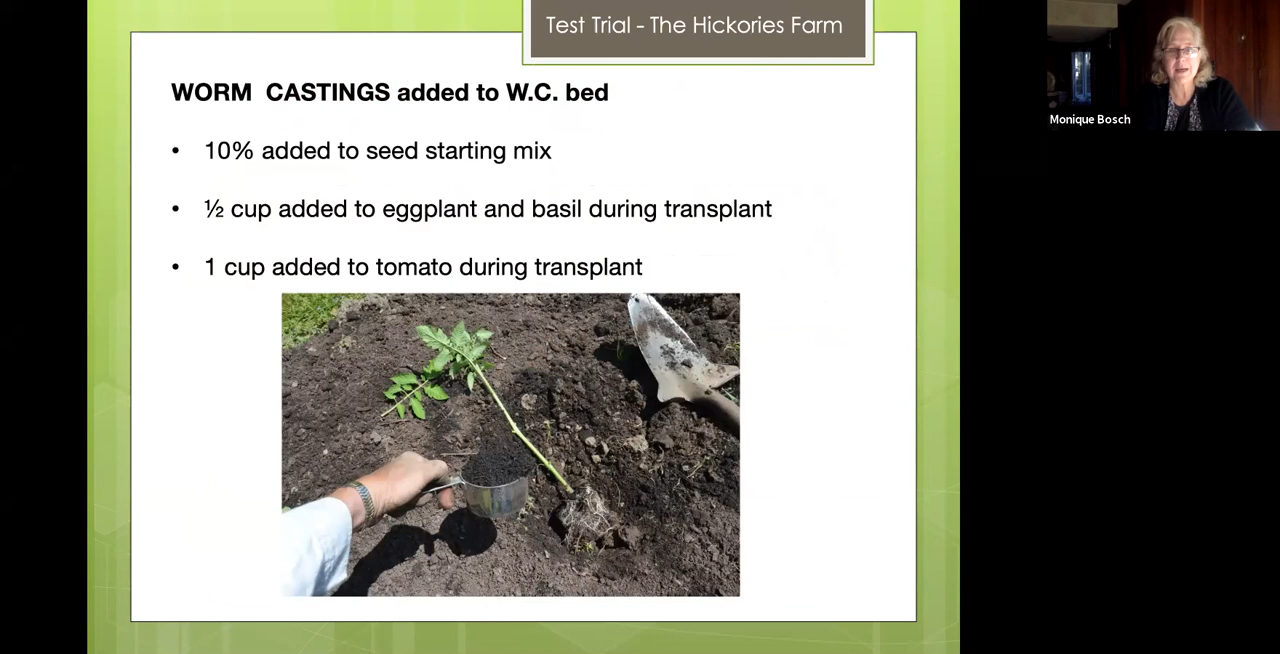 Test Trial - The Hickories Farm
WORM CASTINGS added to W.C. bed
• 10% added to seed starting mix
• ½ cup added to eggplant and basil during transplant
• 1 cup added to tomato during transplant
Monique Bosch